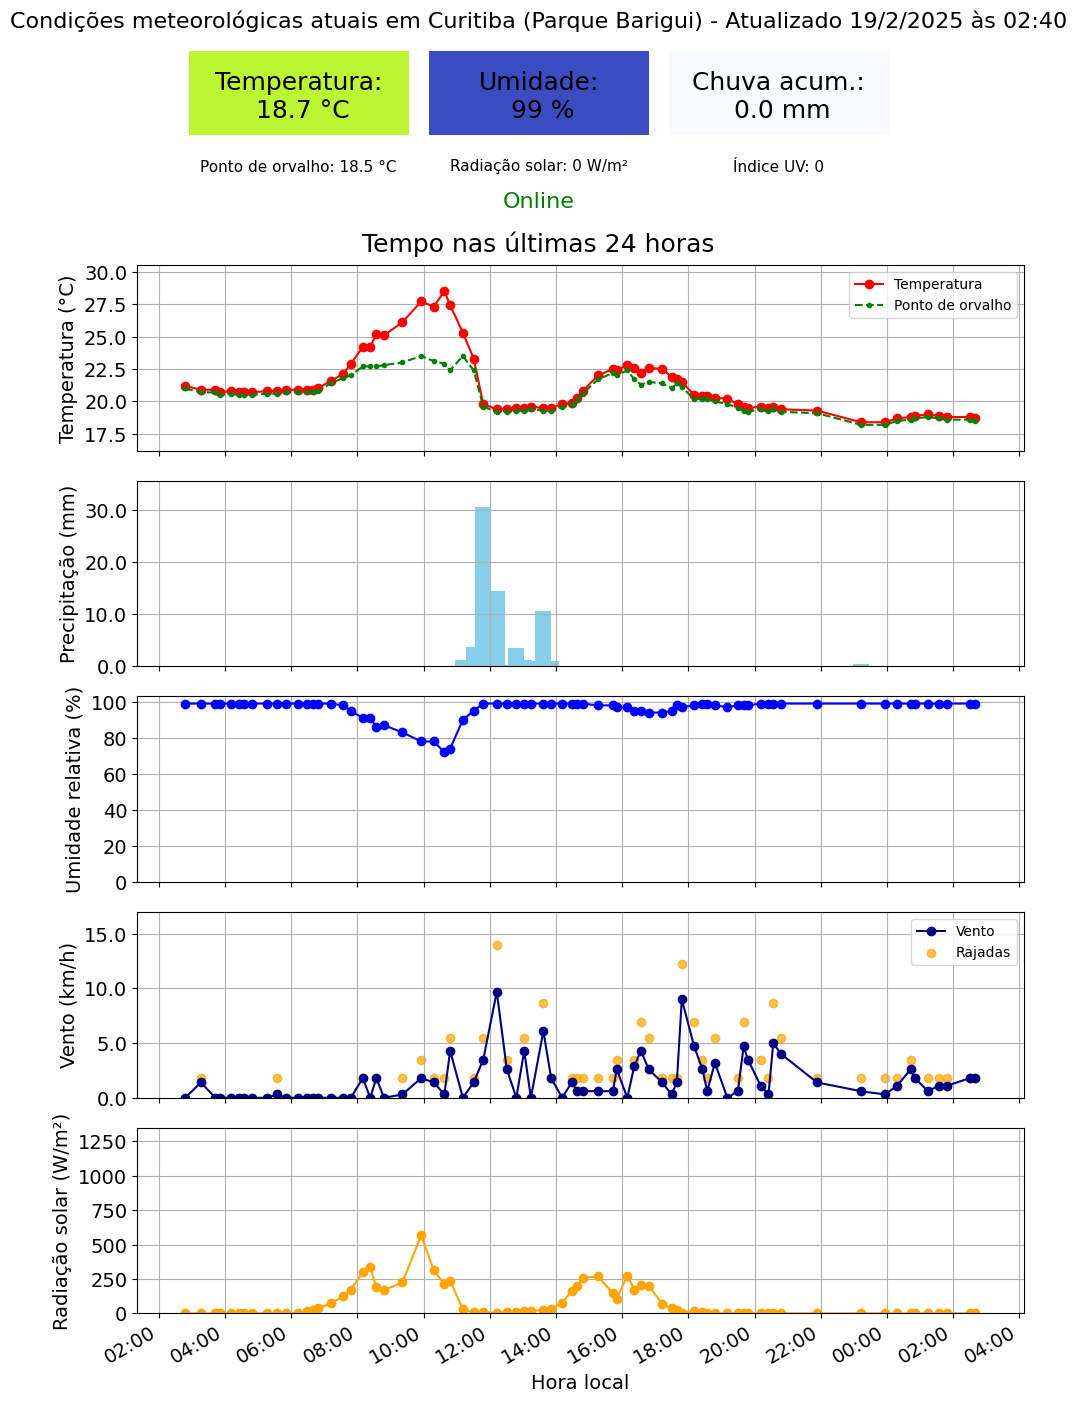 Condições meteorológicas atuais em Curitiba (Parque Barigui) - Atualizado 19/2/2025 às 02:40
Temperatura:
18.7 °C
Umidade:
99 %
Chuva acum.:
0.0 mm
Ponto de orvalho: 18.5 °C
Radiação solar: 0 W/m²
Índice UV: 0
Online
Tempo nas últimas 24 horas
Temperatura (°C)
30.0
27.5
25.0
22.5
20.0
17.5
Temperatura
Ponto de orvalho
Precipitação (mm)
30.0
20.0
10.0
0.0
Umidade relativa (%)
100
80
60
40
20
0
Vento (km/h)
15.0
10.0
5.0
0.0
Vento
Rajadas
Radiação solar (W/m²)
1250
1000
750
500
250
0
02:00
04:00
06:00
08:00
10:00
12:00
14:00
16:00
18:00
20:00
22:00
00:00
02:00
04:00
Hora local